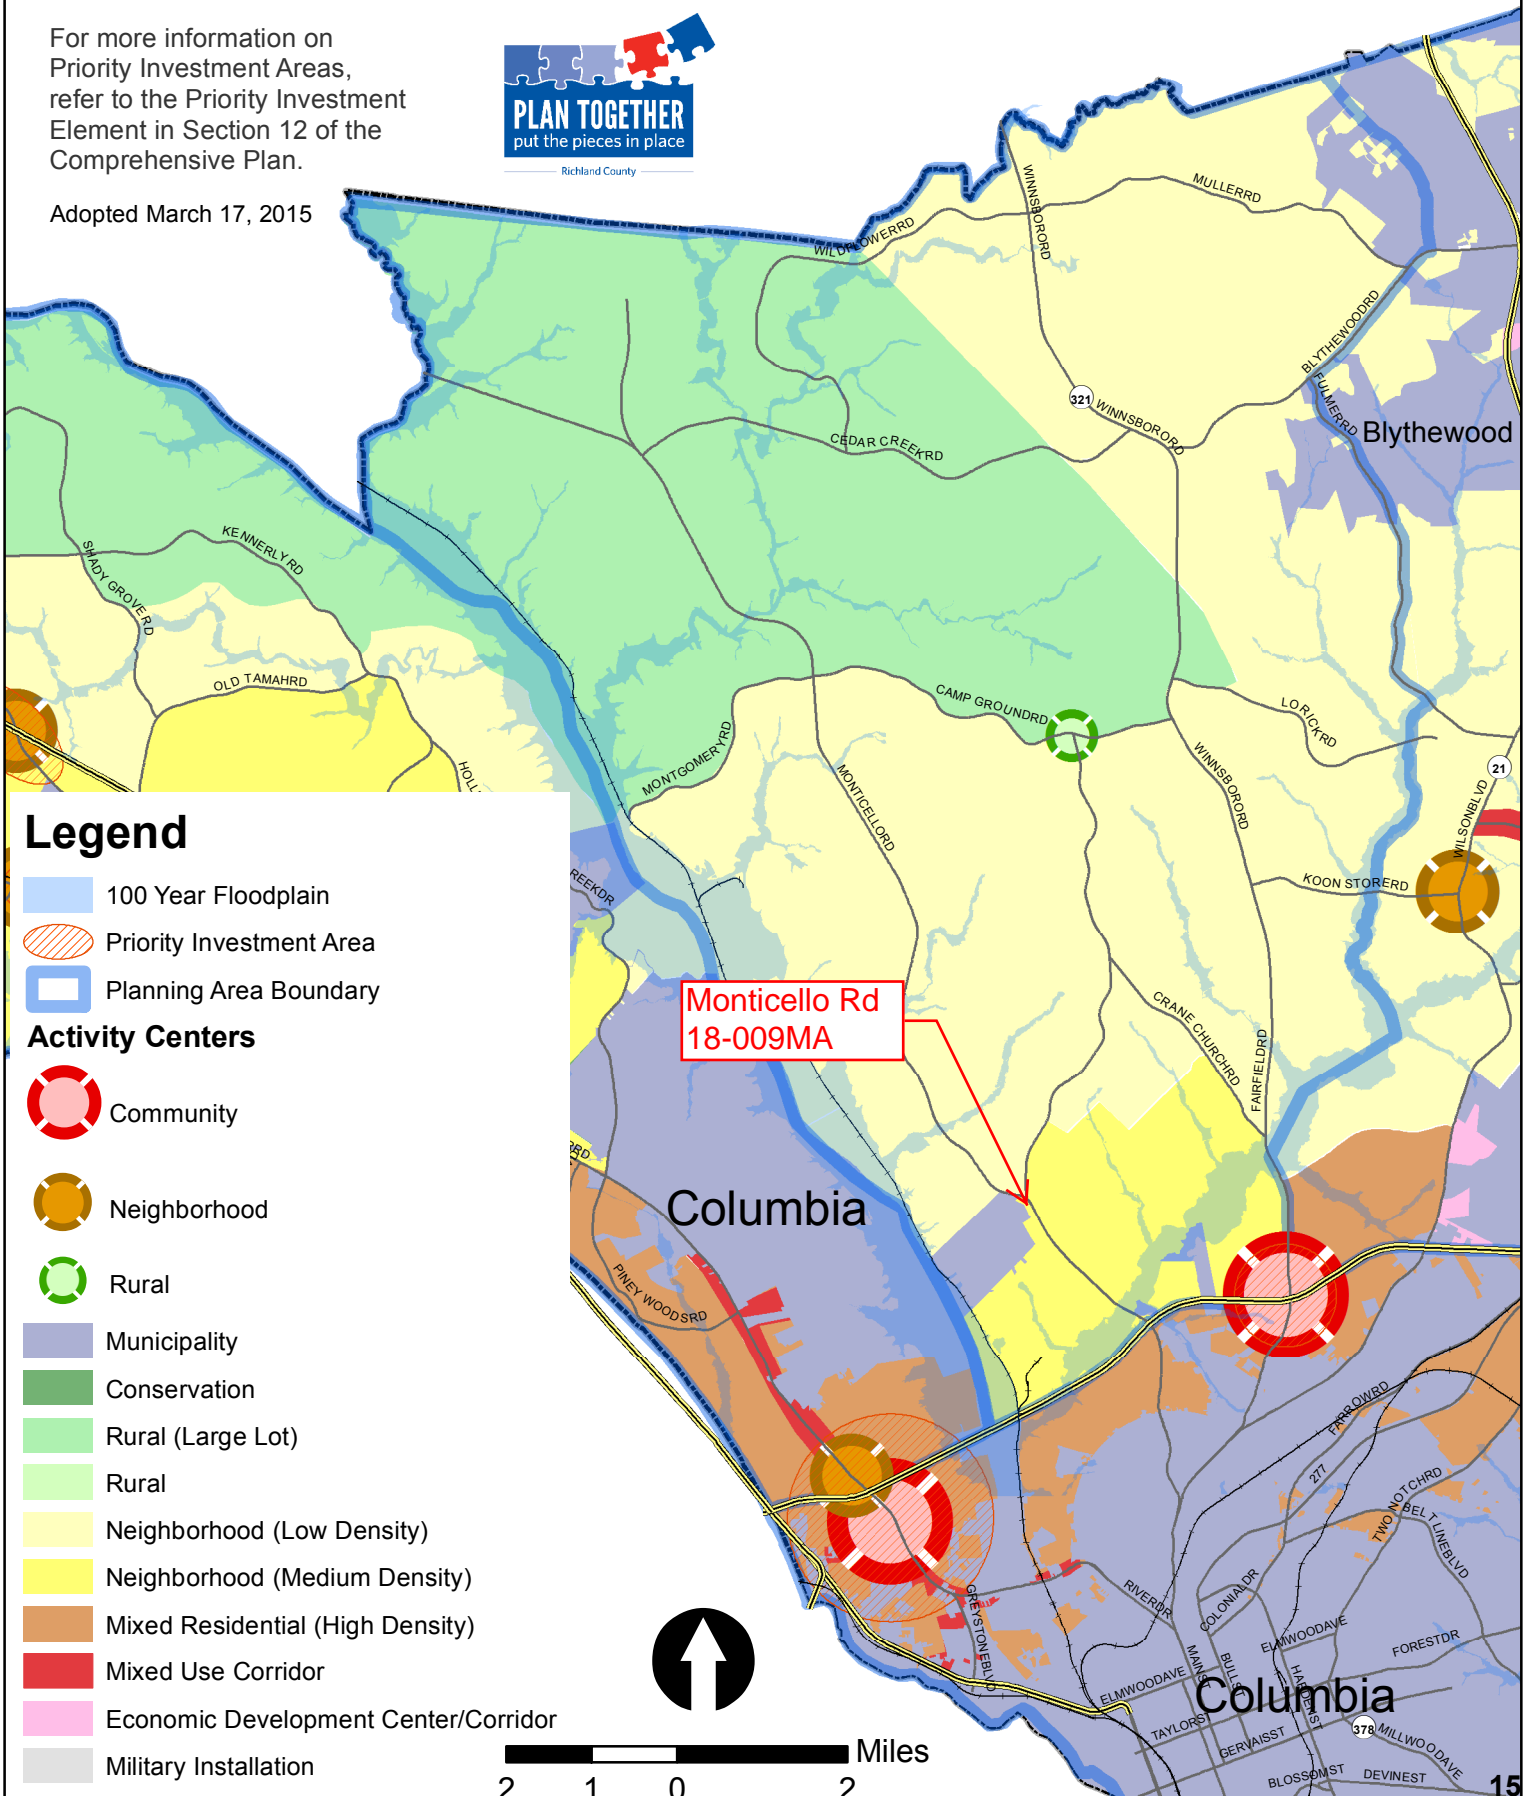 For more information on
Priority Investment Areas,
refer to the Priority Investment
Element in Section 12 of the
Comprehensive Plan.
Adopted March 17, 2015
PLAN TOGETHER
put the pieces in place
Richland County
MULLERRD
WINNSBORORD
WILDFLOWERRD
BLYTHEWOODRD
FULMERRD
321
WINNSBORORD
Blythewood
CEDAR CREEKRD
KENNERLYRD
SHADY GROVERD
OLD TAMAHRD
CAMP GROUNDRD
LORICKRD
MONTGOMERYRD
HOLL
MONTICELLORD
WINNSBORORD
21
WILSONBLVD
KOON STORERD
REEKDR
Legend
100 Year Floodplain
Priority Investment Area
Planning Area Boundary
Activity Centers
Community
Neighborhood
Rural
Municipality
Conservation
Rural (Large Lot)
Rural
Neighborhood (Low Density)
Neighborhood (Medium Density)
Mixed Residential (High Density)
Mixed Use Corridor
Economic Development Center/Corridor
Military Installation
Monticello Rd
18-009MA
CRANE CHURCHRD
FAIRFIELDRD
RRD
Columbia
PINEY WOODSRD
FARROWRD
277
TWO NOTCHRD
BELTLINEBLVD
GREYSTONEBLVD
RIVERDR
COLONIALDR
ELMWOODAVE
FORESTDR
MAINST
BULLST
HARDENST
ELMWOODAVE
Columbia
TAYLORST
GERVAISST
378
MILLWOODAVE
BLOSSOMST
DEVINEST
Miles
2 1 0 2
15